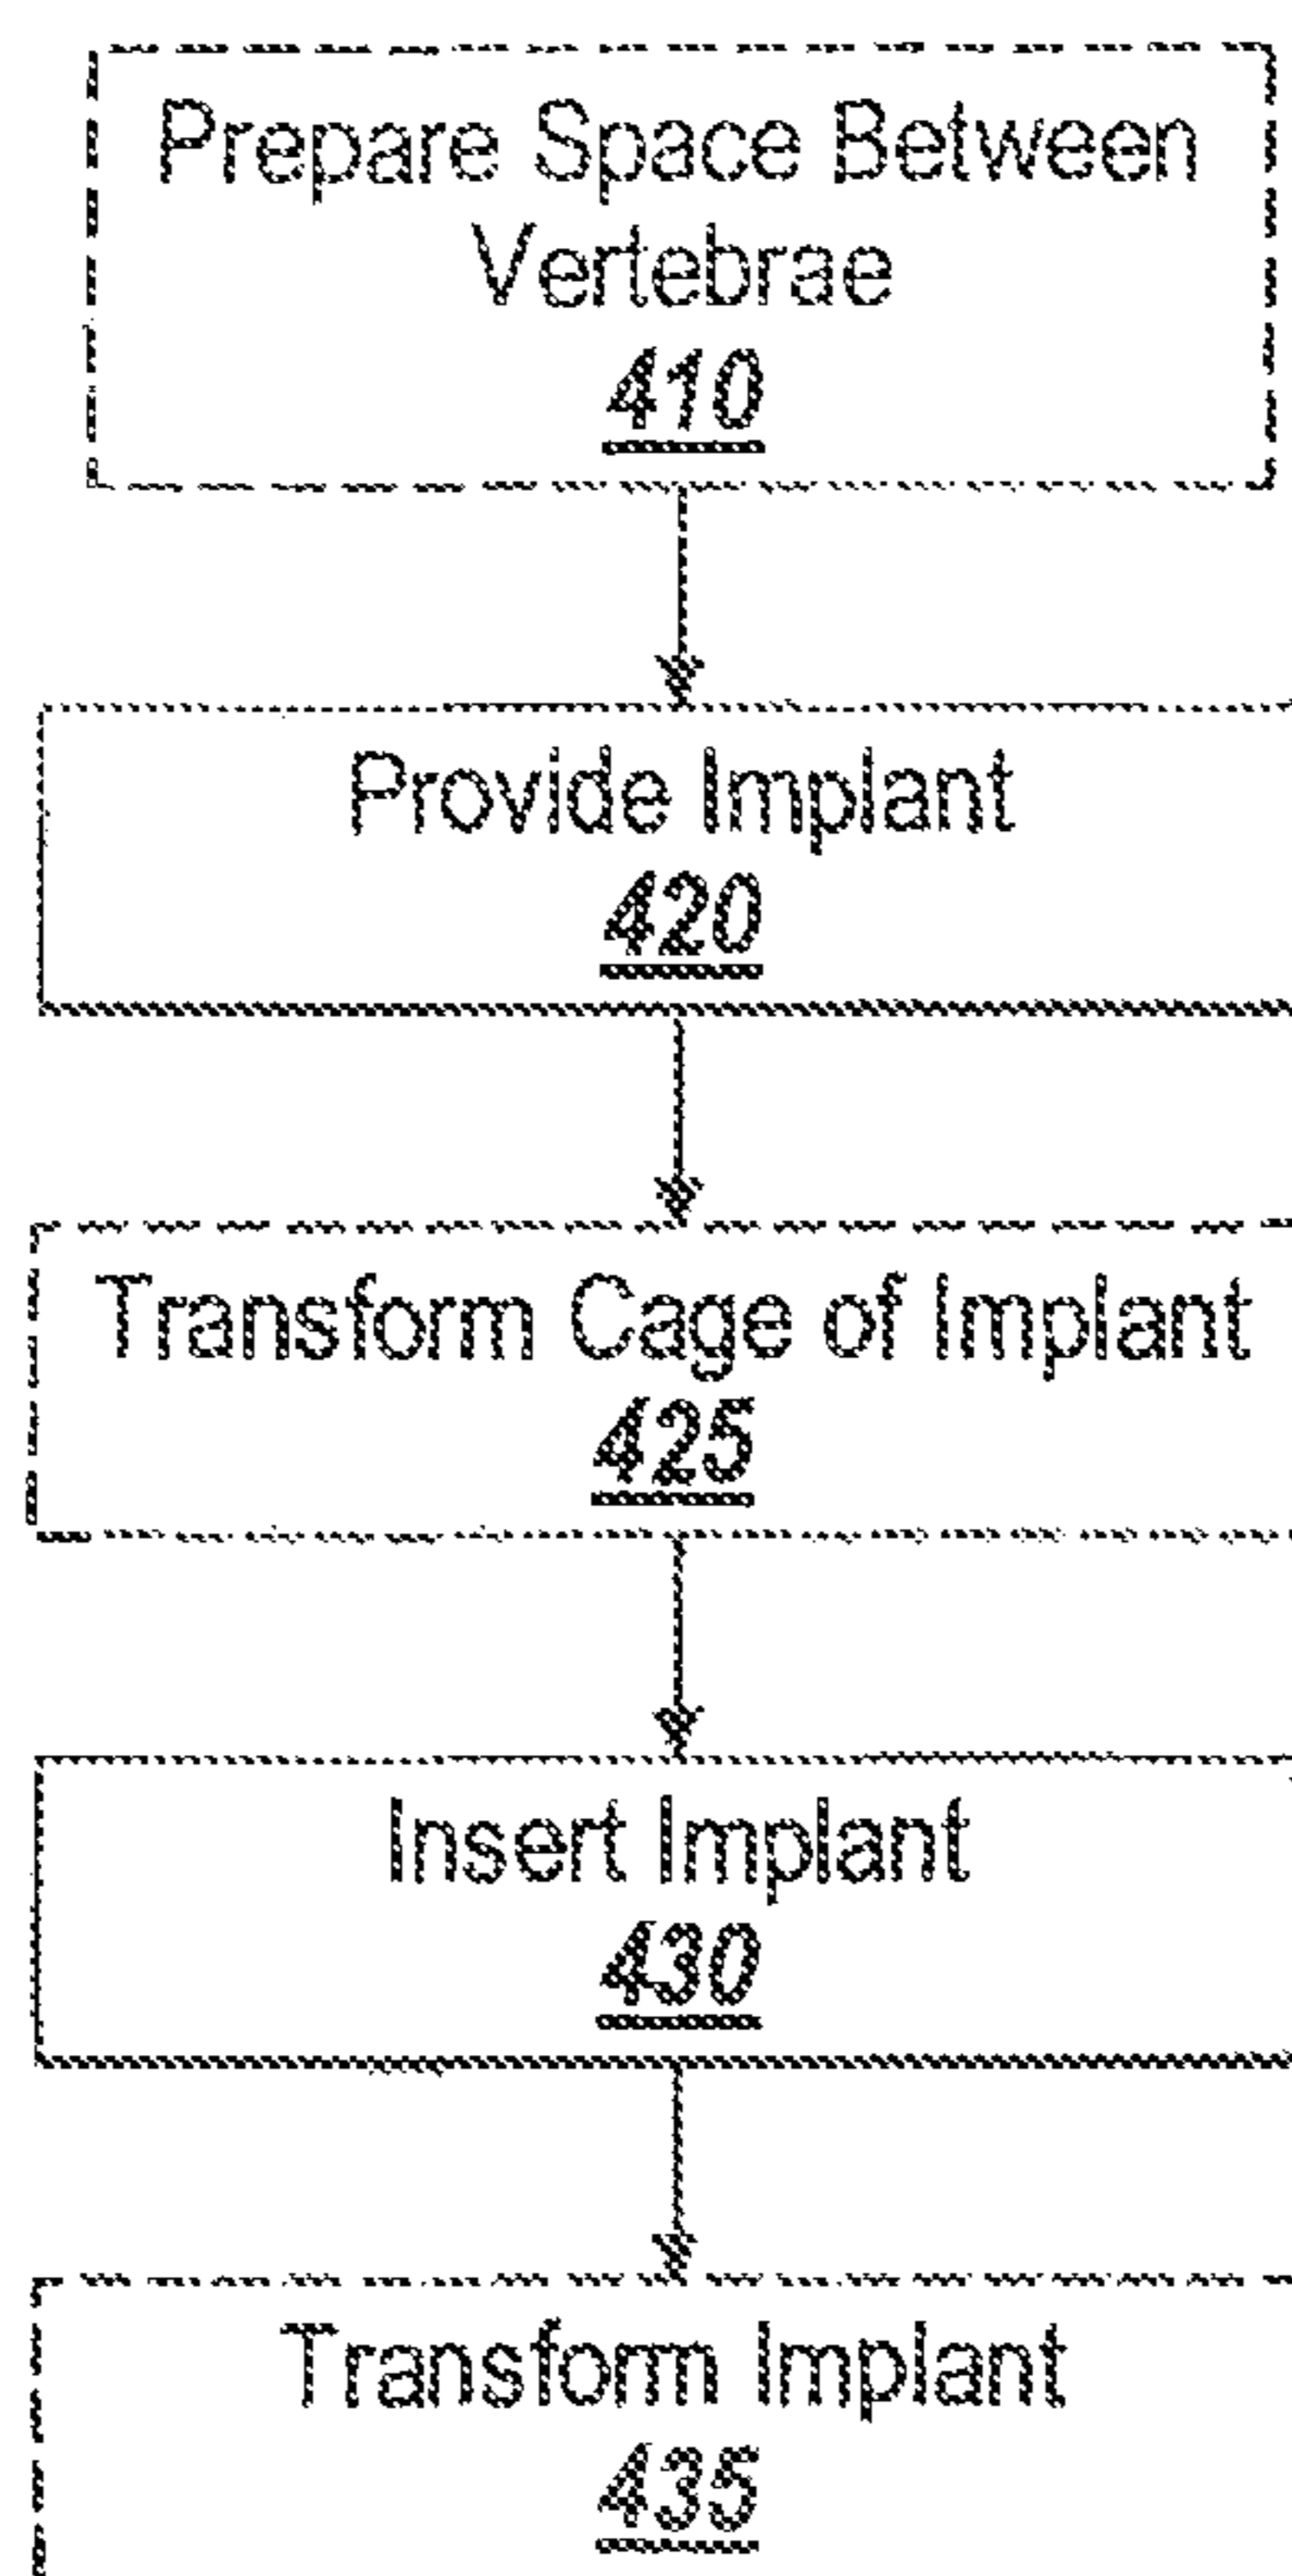 Prepare Space Between
Vertebrae
410
Provide Implant
420
Transform Cage of Implant
425
Insert Implant
430
Transform Implant
435